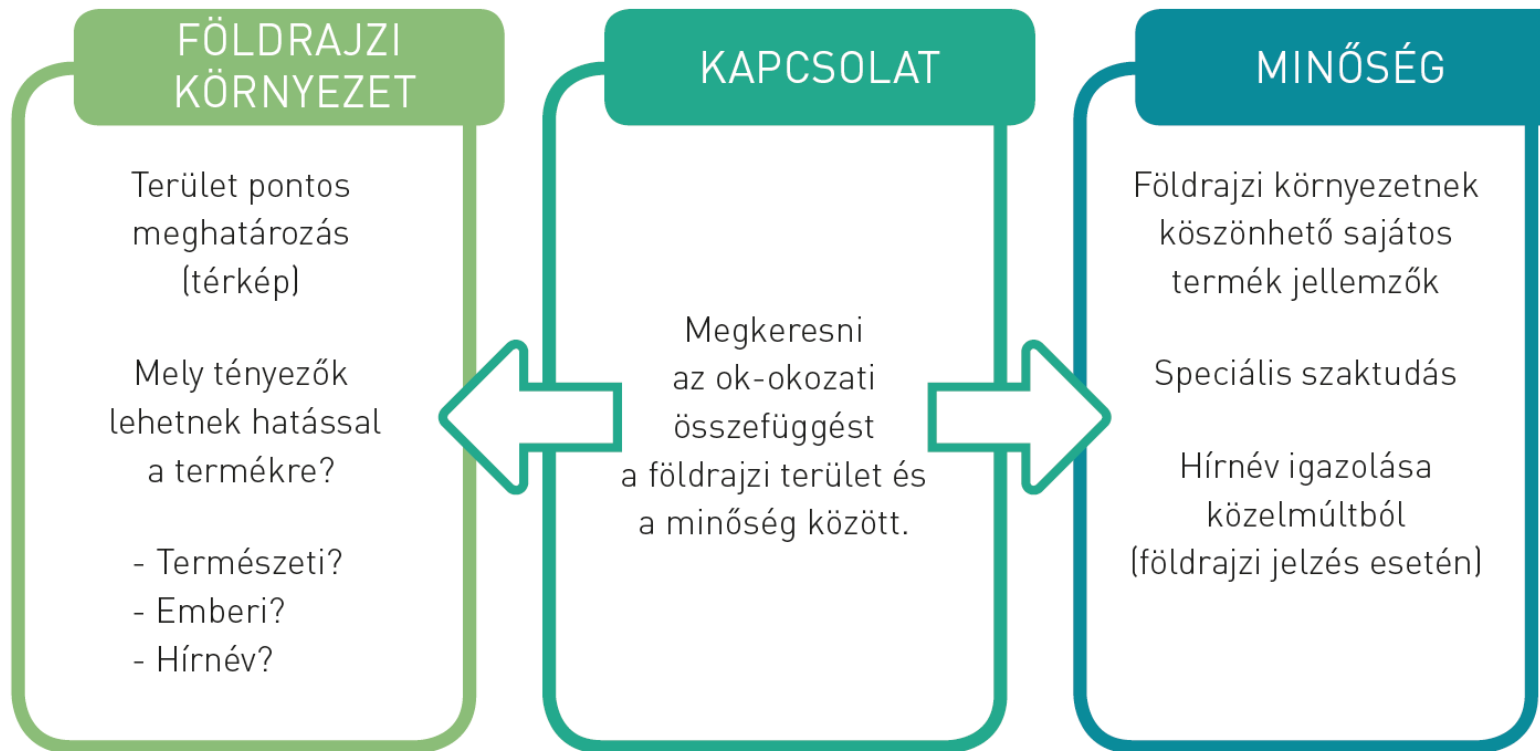 FÖLDRAJZI
KÖRNYEZET
Terület pontos
meghatározás
(térkép)
Mely tényezők
lehetnek hatással
a termékre?
- Természeti?
- Emberi?
- Hírnév?
KAPCSOLAT
Megkeresni
az ok-okozati
összefüggést
a földrajzi terület és
a minőség között.
MINŐSÉG
Földrajzi környezetnek
köszönhető sajátos
termék jellemzők
Speciális szaktudás
Hírnév igazolása
közelmúltból
(földrajzi jelzés esetén)